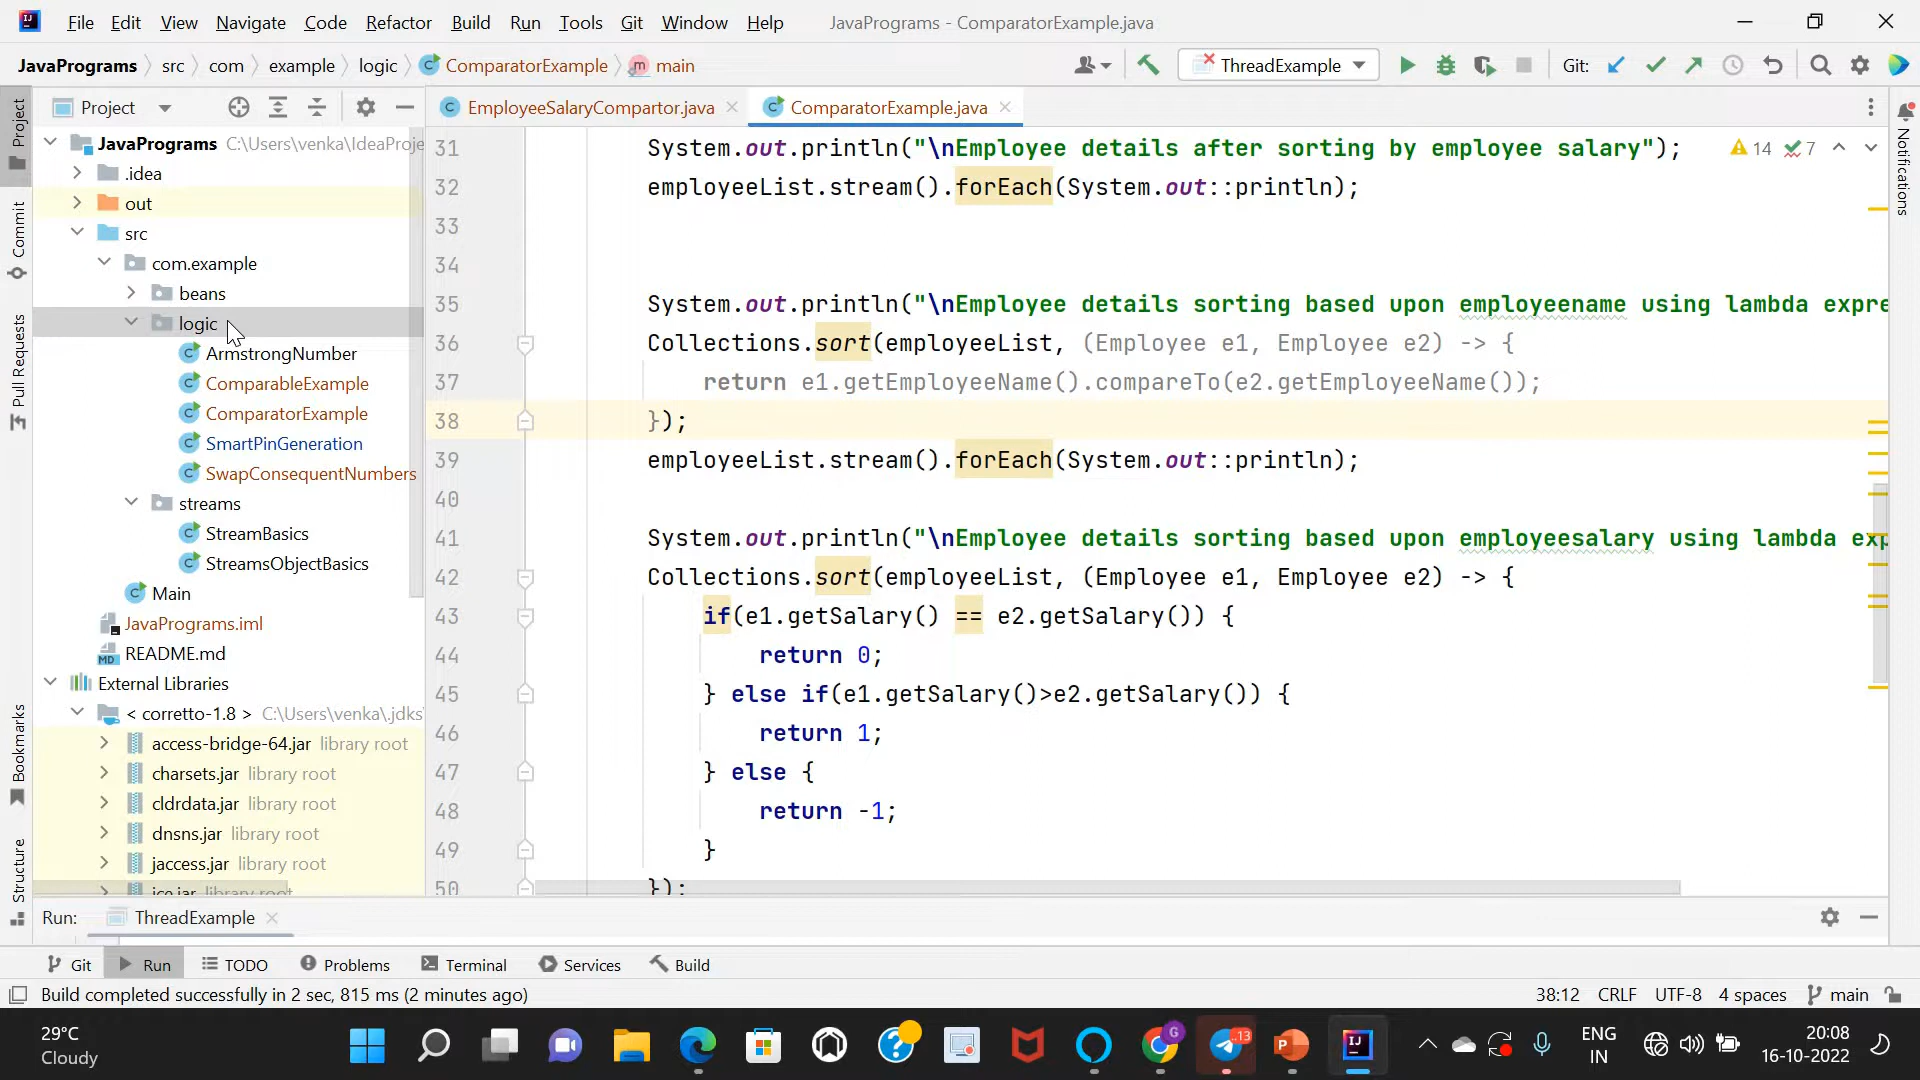 File Edit View Navigate Code Refactor Build Run Tools Git Window Help JavaPrograms - ComparatorExample.java
JavaPrograms src com example logic ComparatorExample main ThreadExample Git:
Project
EmployeeSalaryCompartor.java ComparatorExample.java
JavaPrograms C:\Users\venka\IdeaProje
.idea
out
src
com.example
beans
logic
ArmstrongNumber
ComparableExample
ComparatorExample
SmartPinGeneration
SwapConsequentNumbers
streams
StreamBasics
StreamsObjectBasics
Main
JavaPrograms.iml
README.md
External Libraries
< corretto-1.8 > C:\Users\venka\.jdks
access-bridge-64.jar library root
charsets.jar library root
cldrdata.jar library root
dnsns.jar library root
jaccess.jar library root
ice.jar library root
31 System.out.println("\nEmployee details after sorting by employee salary");
32 employeeList.stream().forEach(System.out::println);
33
34
35 System.out.println("\nEmployee details sorting based upon employeename using lambda expre
36 Collections.sort(employeeList, (Employee e1, Employee e2) -> {
37 return e1.getEmployeeName().compareTo(e2.getEmployeeName());
38 });
39 employeeList.stream().forEach(System.out::println);
40
41 System.out.println("\nEmployee details sorting based upon employeesalary using lambda exp
42 Collections.sort(employeeList, (Employee e1, Employee e2) -> {
43 if(e1.getSalary() == e2.getSalary()) {
44 return 0;
45 } else if(e1.getSalary()>e2.getSalary()) {
46 return 1;
47 } else {
48 return -1;
49 }
50 });
14 7
Project
Commit
Pull Requests
Bookmarks
Structure
Notifications
Run: ThreadExample
Git Run TODO Problems Terminal Services Build
Build completed successfully in 2 sec, 815 ms (2 minutes ago) 38:12 CRLF UTF-8 4 spaces main
29°C
Cloudy
G
13
ENG
IN
20:08
16-10-2022